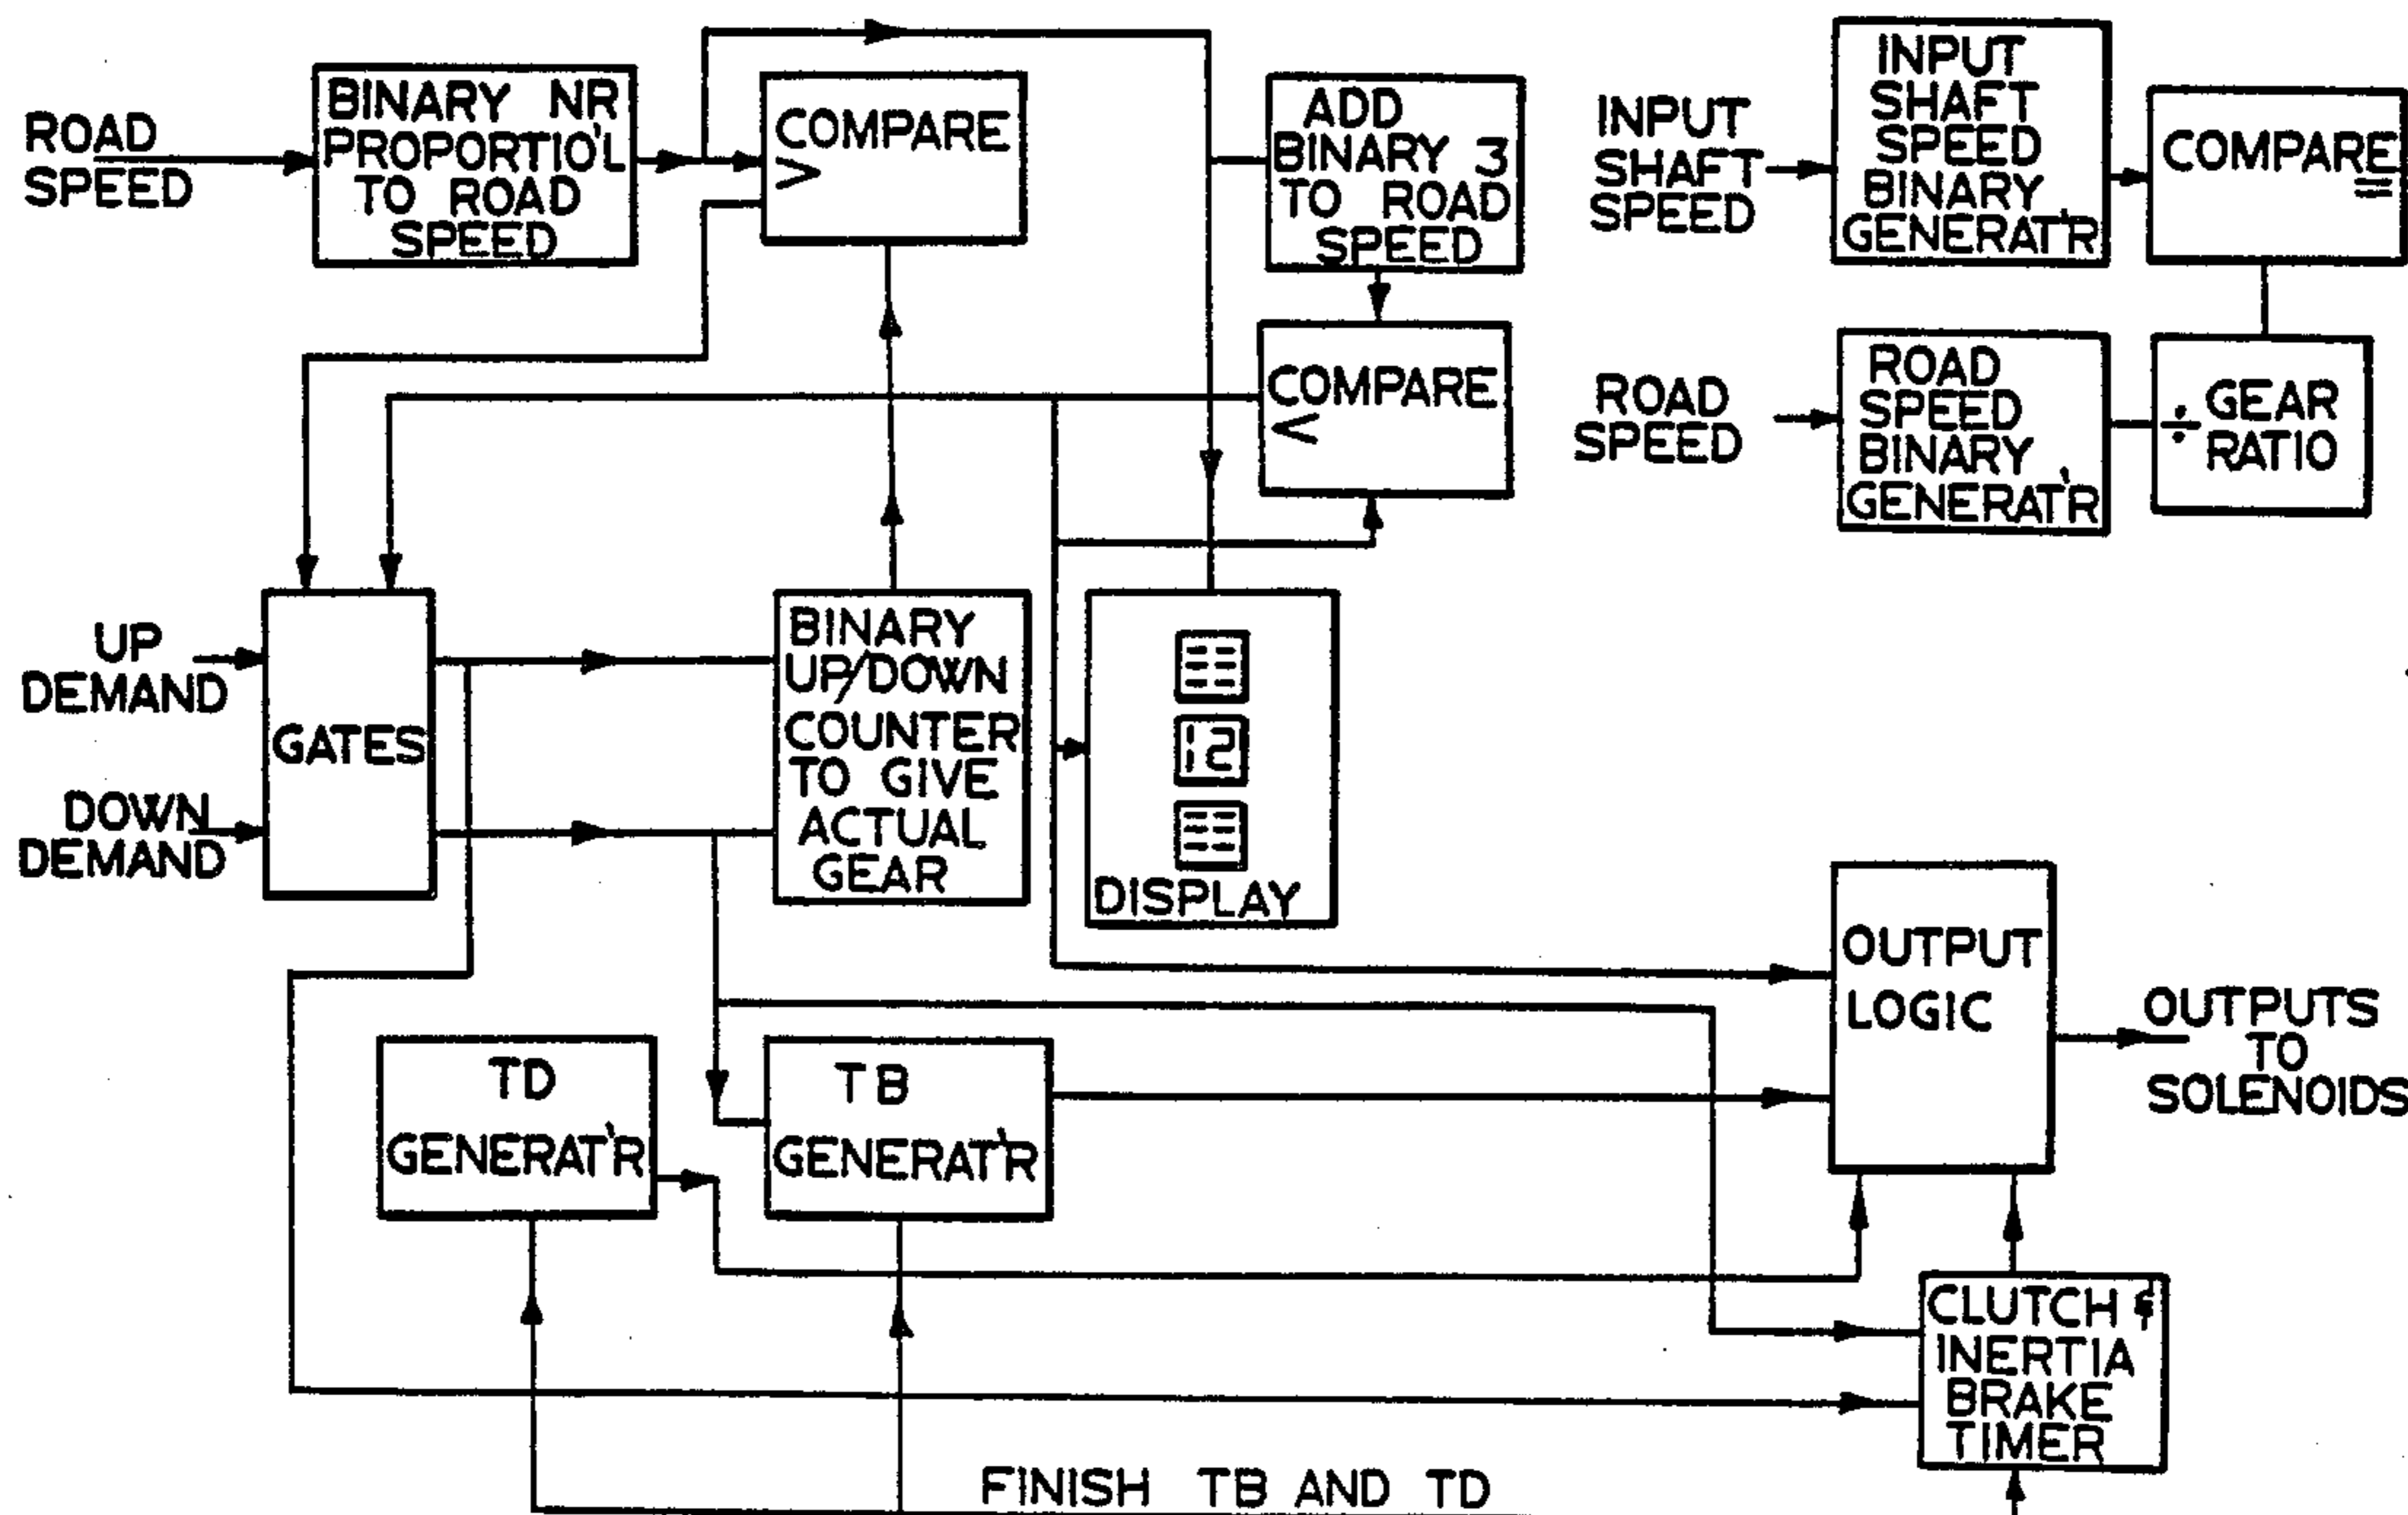 ROAD
SPEED
BINARY NR
PROPORTIO'L
TO ROAD
SPEED
COMPARE
>
ADD
BINARY 3
TO ROAD
SPEED
INPUT
SHAFT
SPEED
INPUT
SHAFT
SPEED
BINARY
GENERAT'R
COMPARE
=
COMPARE
<
ROAD
SPEED
ROAD
SPEED
BINARY
GENERAT'R
÷ GEAR
RATIO
UP
DEMAND
DOWN
DEMAND
GATES
BINARY
UP/DOWN
COUNTER
TO GIVE
ACTUAL
GEAR
12
DISPLAY
OUTPUT
LOGIC
OUTPUTS
TO
SOLENOIDS
TD
GENERAT'R
TB
GENERAT'R
CLUTCH &
INERTIA
BRAKE
TIMER
FINISH TB AND TD